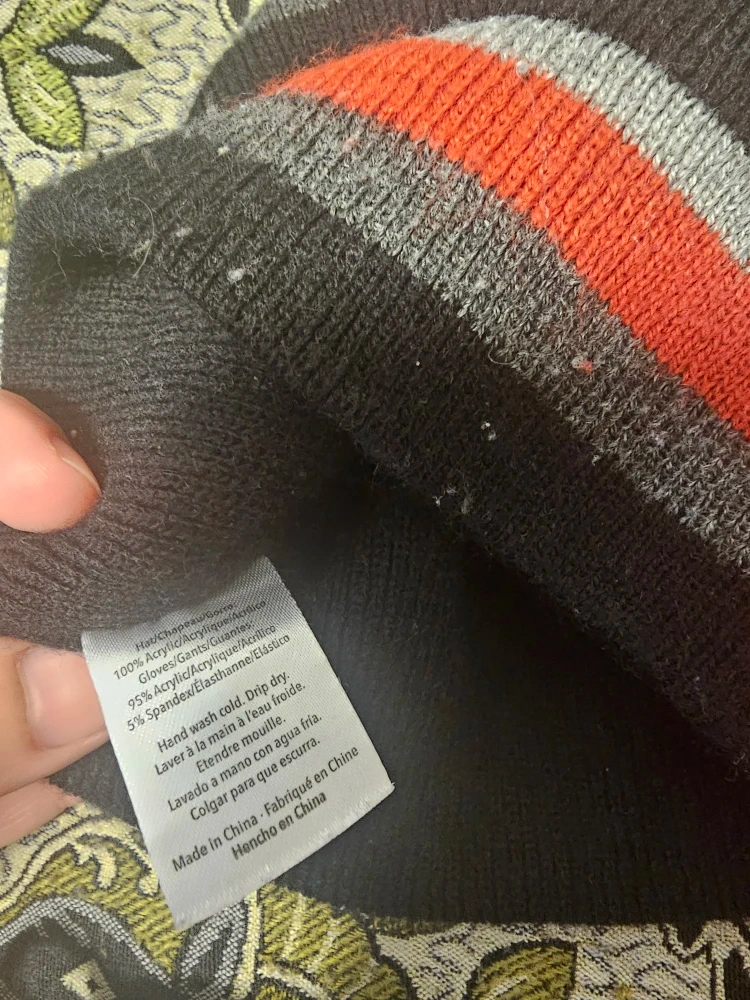 Hat/Chapeau/Gorro:
100% Acrylic/Acrylique/Acrílico
Gloves/Gants/Guantes:
95% Acrylic/Acrylique/Acrílico
5% Spandex/Élasthanne/Elástico
Hand wash cold. Drip dry.
Laver à la main à l'eau froide.
Etendre mouille.
Lavado a mano con agua fría.
Colgar para que escurra.
Made in China · Fabriqué en Chine
Hencho en China